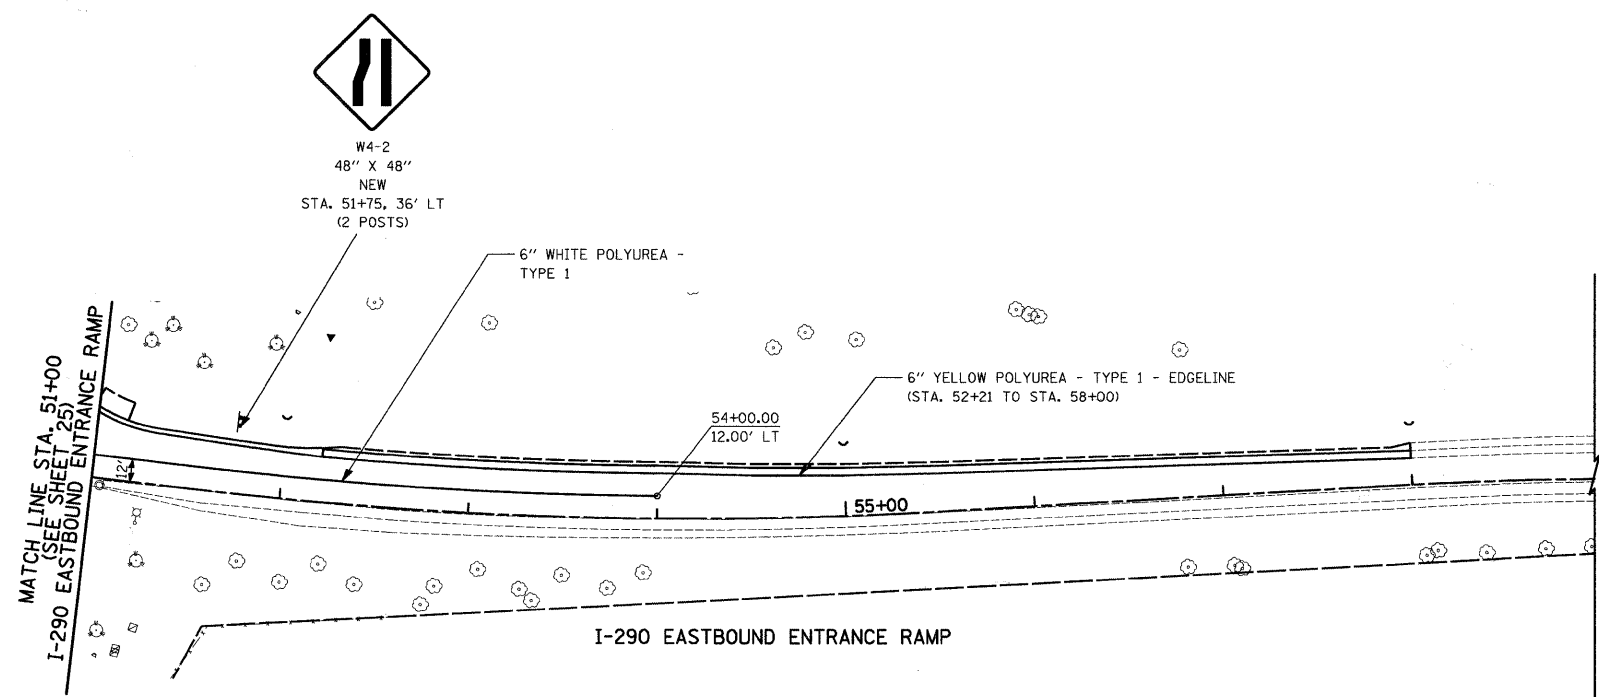 W4-2
48" X 48"
NEW
STA. 51+75, 36' LT
(2 POSTS)
6" WHITE POLYUREA -
TYPE 1
6" YELLOW POLYUREA - TYPE 1 - EDGELINE
(STA. 52+21 TO STA. 58+00)
54+00.00
12.00' LT
12'
55+00
MATCH LINE STA. 51+00
(SEE SHEET 25)
I-290 EASTBOUND ENTRANCE RAMP
I-290 EASTBOUND ENTRANCE RAMP